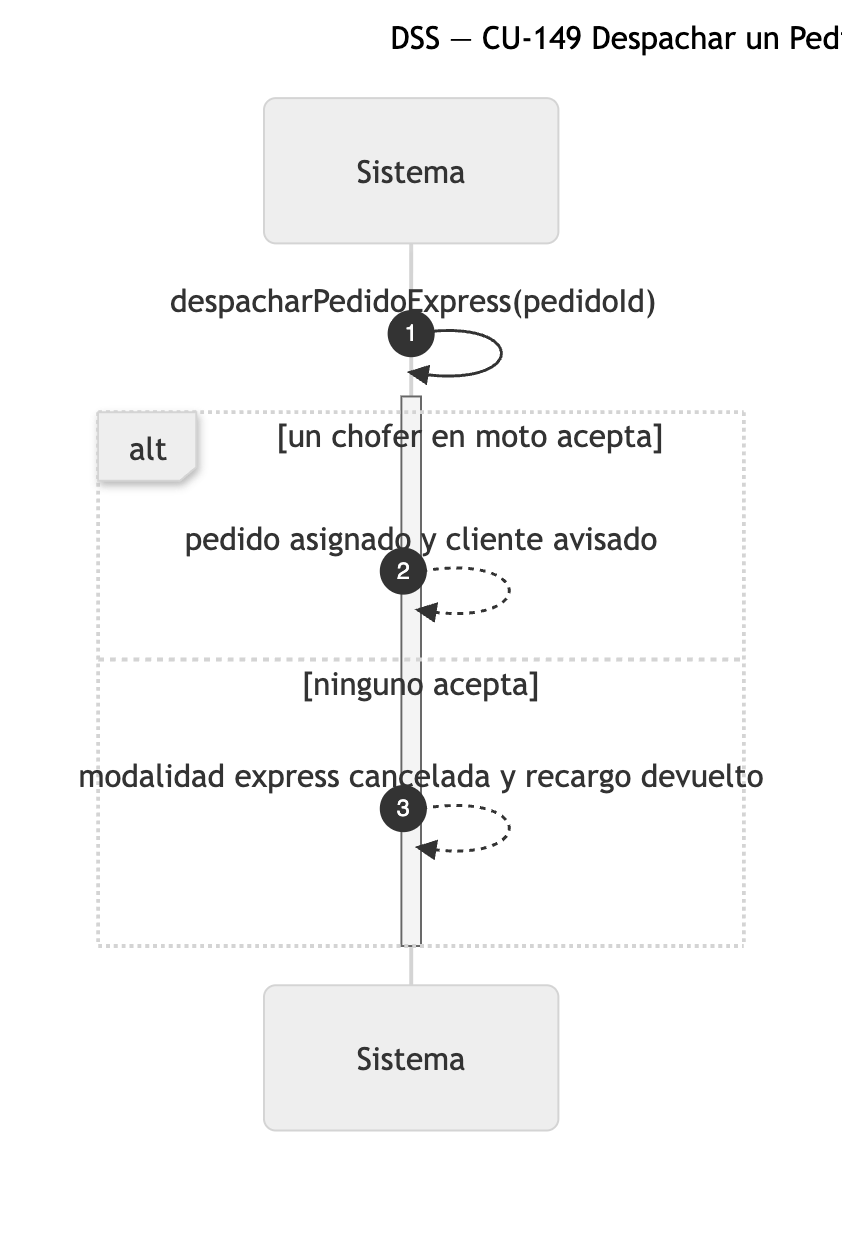 DSS — CU-149 Despachar un
Sistema
despacharPedidoExpress(pedidoId)
1
alt
[un chofer en moto acepta]
pedido asignado y cliente avisado
2
[ninguno acepta]
modalidad express cancelada y recargo devuelto
3
Sistema